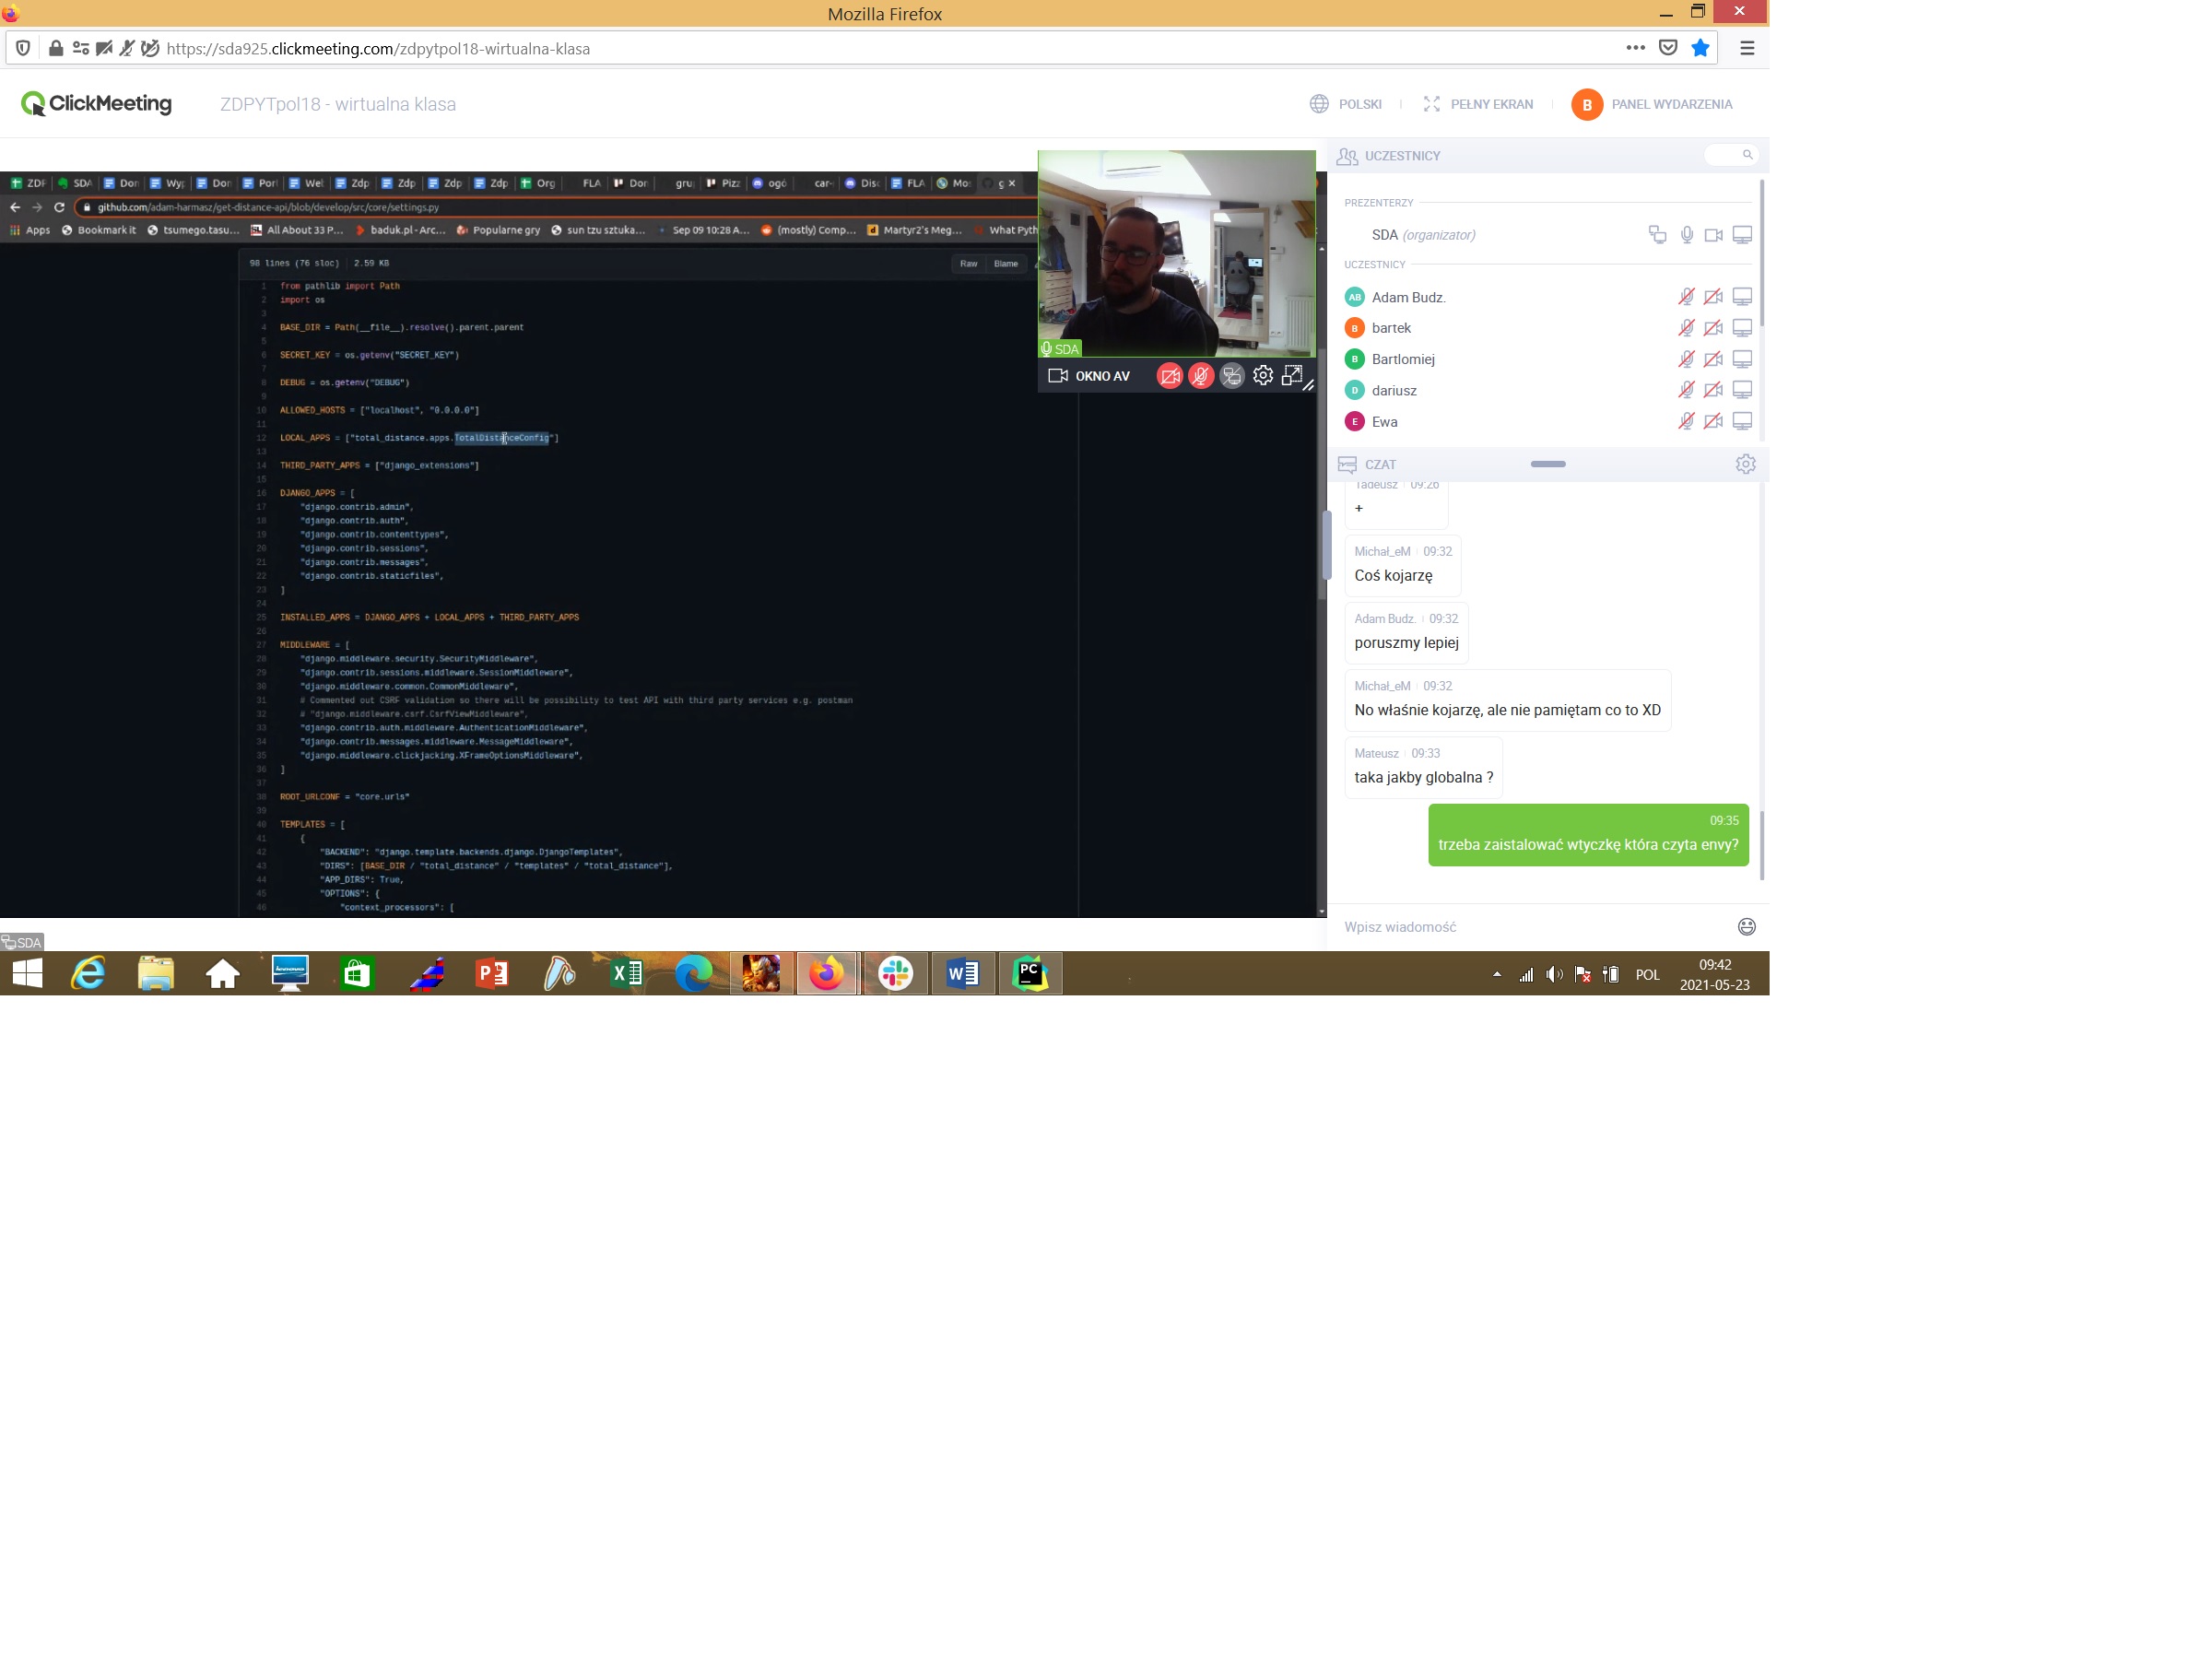 Mozilla Firefox
https://sda925.clickmeeting.com/zdpytpol18-wirtualna-klasa
ClickMeeting
ZDPYTpol18 - wirtualna klasa
POLSKI
PEŁNY EKRAN
B
PANEL WYDARZENIA
ZDF SDA Don Wyp Don Porl Wel Zdp Zdp Zdp Zdp Org FLA Don gru Pizz ogó car- Disc FLA Mo: g
github.com/adam-harmasz/get-distance-api/blob/develop/src/core/settings.py
Apps Bookmark it tsumego.tasu... All About 33 P... baduk.pl - Arc... Popularne gry sun tzu sztuka... Sep 09 10:28 A... (mostly) Comp... Martyr2's Meg... What Pyth
98 lines (76 sloc) 2.59 KB
Raw Blame
1 from pathlib import Path
2 import os
3
4 BASE_DIR = Path(__file__).resolve().parent.parent
5
6 SECRET_KEY = os.getenv("SECRET_KEY")
7
8 DEBUG = os.getenv("DEBUG")
9
10 ALLOWED_HOSTS = ["localhost", "0.0.0.0"]
11
12 LOCAL_APPS = ["total_distance.apps.TotalDistanceConfig"]
13
14 THIRD_PARTY_APPS = ["django_extensions"]
15
16 DJANGO_APPS = [
17 "django.contrib.admin",
18 "django.contrib.auth",
19 "django.contrib.contenttypes",
20 "django.contrib.sessions",
21 "django.contrib.messages",
22 "django.contrib.staticfiles",
23 ]
24
25 INSTALLED_APPS = DJANGO_APPS + LOCAL_APPS + THIRD_PARTY_APPS
26
27 MIDDLEWARE = [
28 "django.middleware.security.SecurityMiddleware",
29 "django.contrib.sessions.middleware.SessionMiddleware",
30 "django.middleware.common.CommonMiddleware",
31 # Commented out CSRF validation so there will be possibility to test API with third party services e.g. postman
32 # "django.middleware.csrf.CsrfViewMiddleware",
33 "django.contrib.auth.middleware.AuthenticationMiddleware",
34 "django.contrib.messages.middleware.MessageMiddleware",
35 "django.middleware.clickjacking.XFrameOptionsMiddleware",
36 ]
37
38 ROOT_URLCONF = "core.urls"
39
40 TEMPLATES = [
41 {
42 "BACKEND": "django.template.backends.django.DjangoTemplates",
43 "DIRS": [BASE_DIR / "total_distance" / "templates" / "total_distance"],
44 "APP_DIRS": True,
45 "OPTIONS": {
46 "context_processors": [
SDA
OKNO AV
SDA
UCZESTNICY
PREZENTERZY
SDA (organizator)
UCZESTNICY
AB Adam Budz.
B bartek
B Bartlomiej
D dariusz
E Ewa
CZAT
Tadeusz 09:26
+
Michał_eM 09:32
Coś kojarzę
Adam Budz. 09:32
poruszmy lepiej
Michał_eM 09:32
No właśnie kojarzę, ale nie pamiętam co to XD
Mateusz 09:33
taka jakby globalna ?
09:35
trzeba zaistalować wtyczkę która czyta envy?
Wpisz wiadomość
POL
09:42
2021-05-23